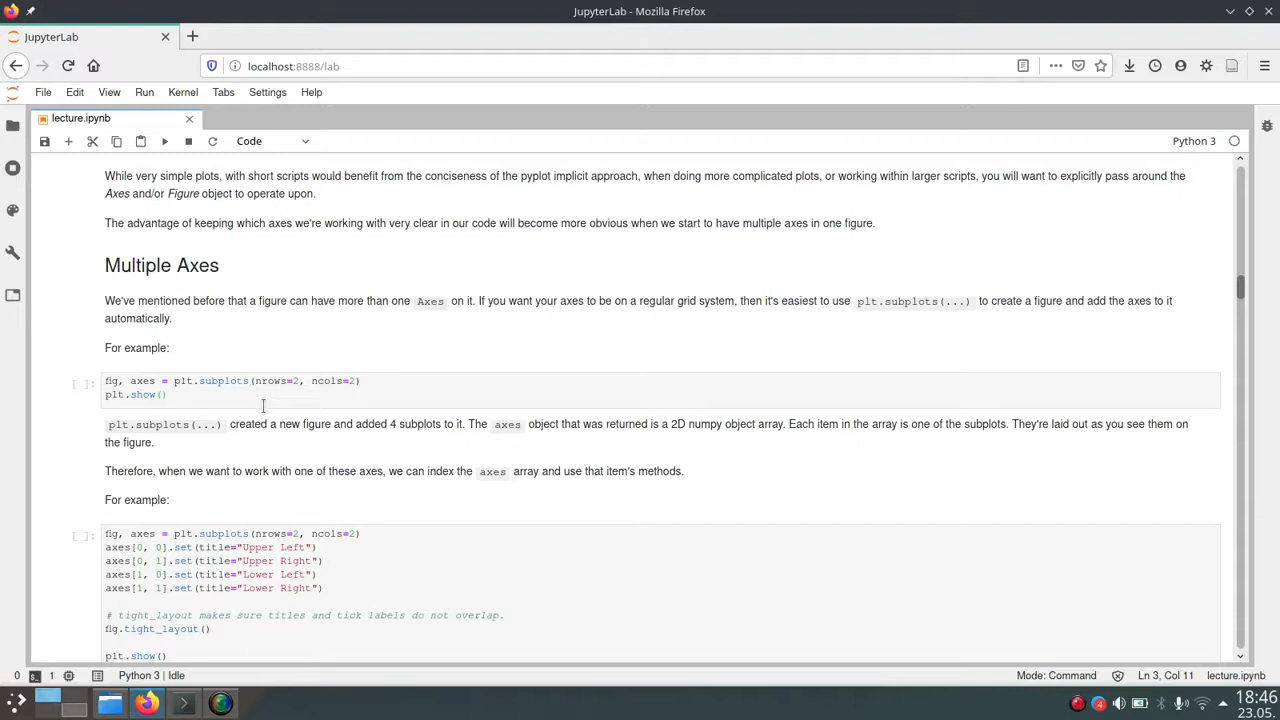 JupyterLab — Mozilla Firefox
JupyterLab
localhost:8888/lab
File Edit View Run Kernel Tabs Settings Help
lecture.ipynb
Code Python 3
While very simple plots, with short scripts would benefit from the conciseness of the pyplot implicit approach, when doing more complicated plots, or working within larger scripts, you will want to explicitly pass around the
Axes and/or Figure object to operate upon.
The advantage of keeping which axes we're working with very clear in our code will become more obvious when we start to have multiple axes in one figure.
Multiple Axes
We've mentioned before that a figure can have more than one Axes on it. If you want your axes to be on a regular grid system, then it's easiest to use plt.subplots(...) to create a figure and add the axes to it
automatically.
For example:
[ ]: fig, axes = plt.subplots(nrows=2, ncols=2)
plt.show()
plt.subplots(...) created a new figure and added 4 subplots to it. The axes object that was returned is a 2D numpy object array. Each item in the array is one of the subplots. They're laid out as you see them on
the figure.
Therefore, when we want to work with one of these axes, we can index the axes array and use that item's methods.
For example:
[ ]: fig, axes = plt.subplots(nrows=2, ncols=2)
axes[0, 0].set(title="Upper Left")
axes[0, 1].set(title="Upper Right")
axes[1, 0].set(title="Lower Left")
axes[1, 1].set(title="Lower Right")
# tight_layout makes sure titles and tick labels do not overlap.
fig.tight_layout()
plt.show()
0 1 Python 3 | Idle Mode: Command Ln 3, Col 11 lecture.ipynb
4 18:46
23.05.